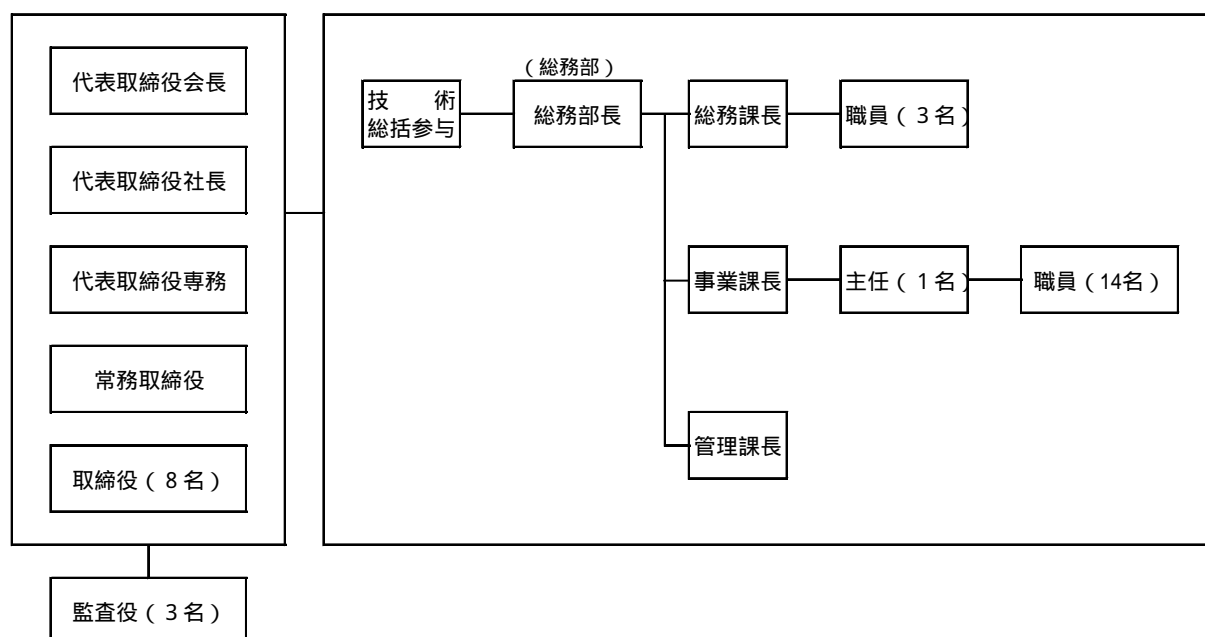 代表取締役会長
代表取締役社長
代表取締役専務
常務取締役
取締役（８名）
監査役（３名）
技　　術
総括参与
（総務部）
総務部長
総務課長
職員（３名）
事業課長
主任（１名）
職員（14名）
管理課長